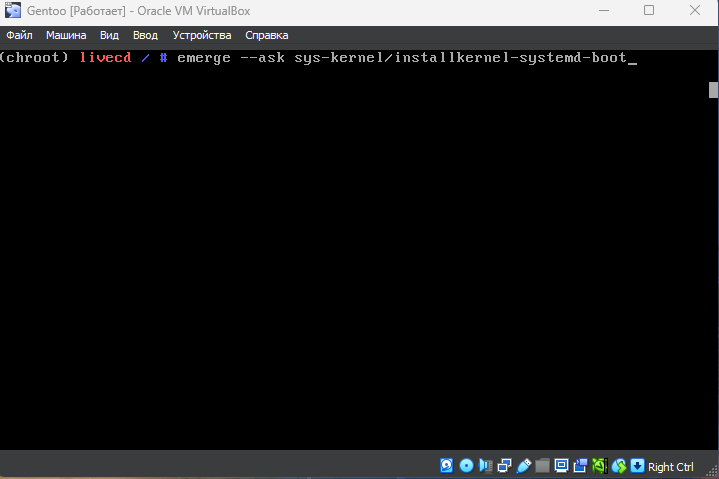 Gentoo [Работает] - Oracle VM VirtualBox
Файл Машина Вид Ввод Устройства Справка
(chroot) livecd / # emerge --ask sys-kernel/installkernel-systemd-boot_
Right Ctrl